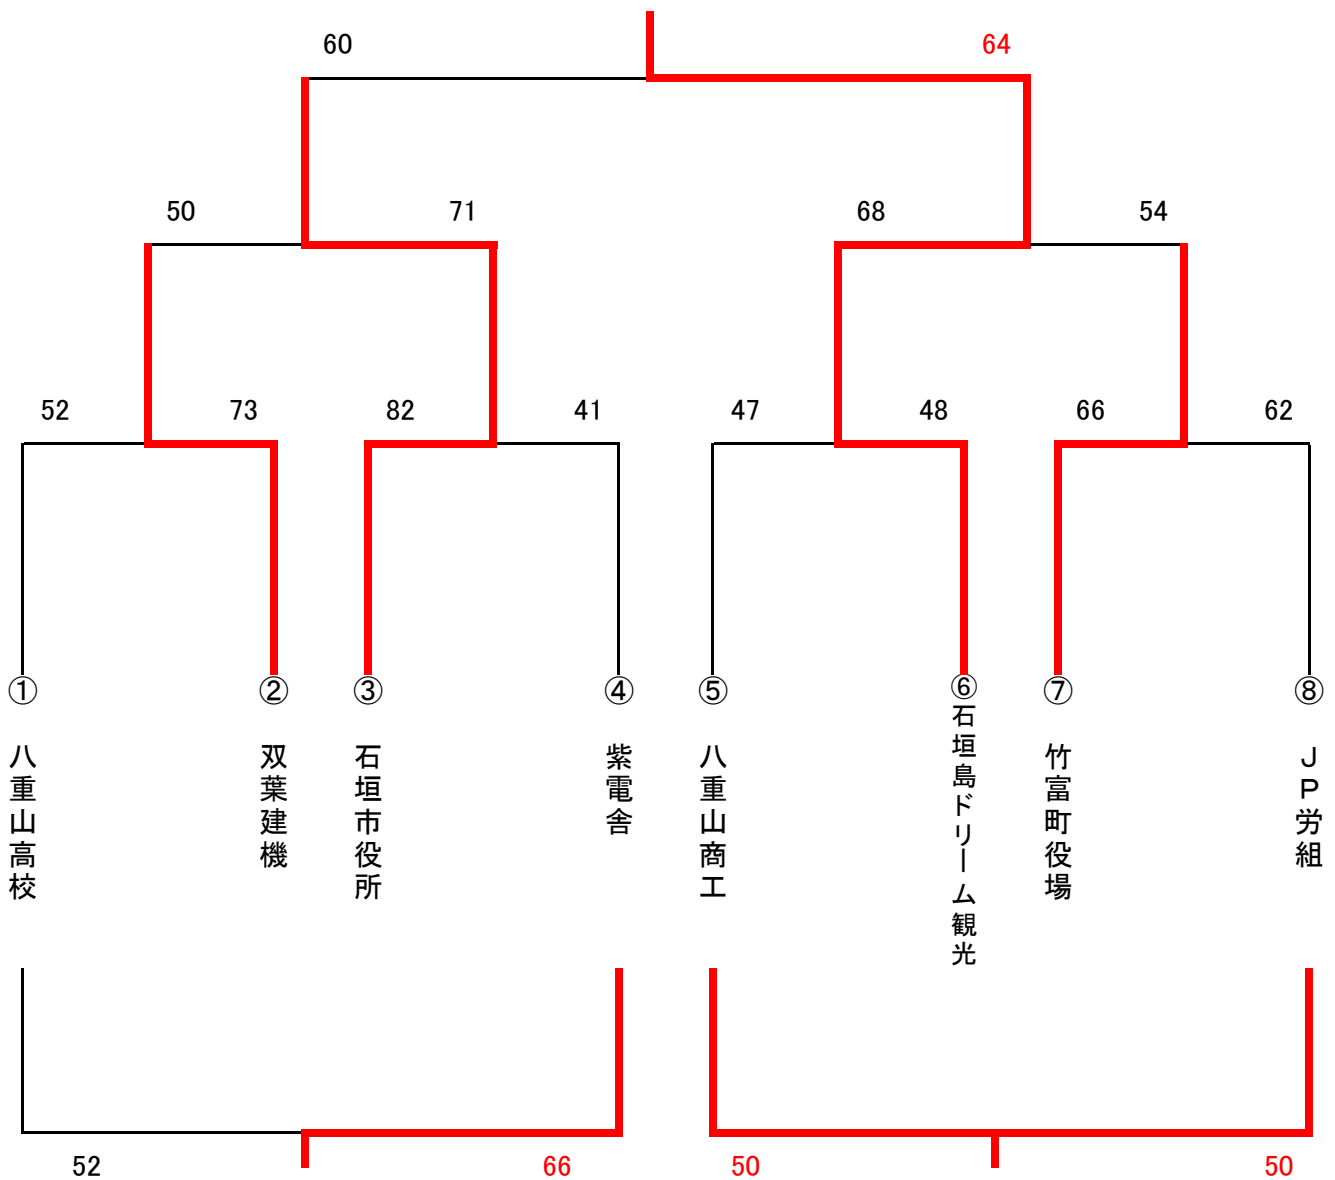 60 64
50 71 68 54
52 73 82 41 47 48 66 62
① 八重山高校
② 双葉建機
③ 石垣市役所
④ 紫電舎
⑤ 八重山商工
⑥石垣島ドリーム観光
⑦ 竹富町役場
⑧ ＪＰ労組
52 66 50 50